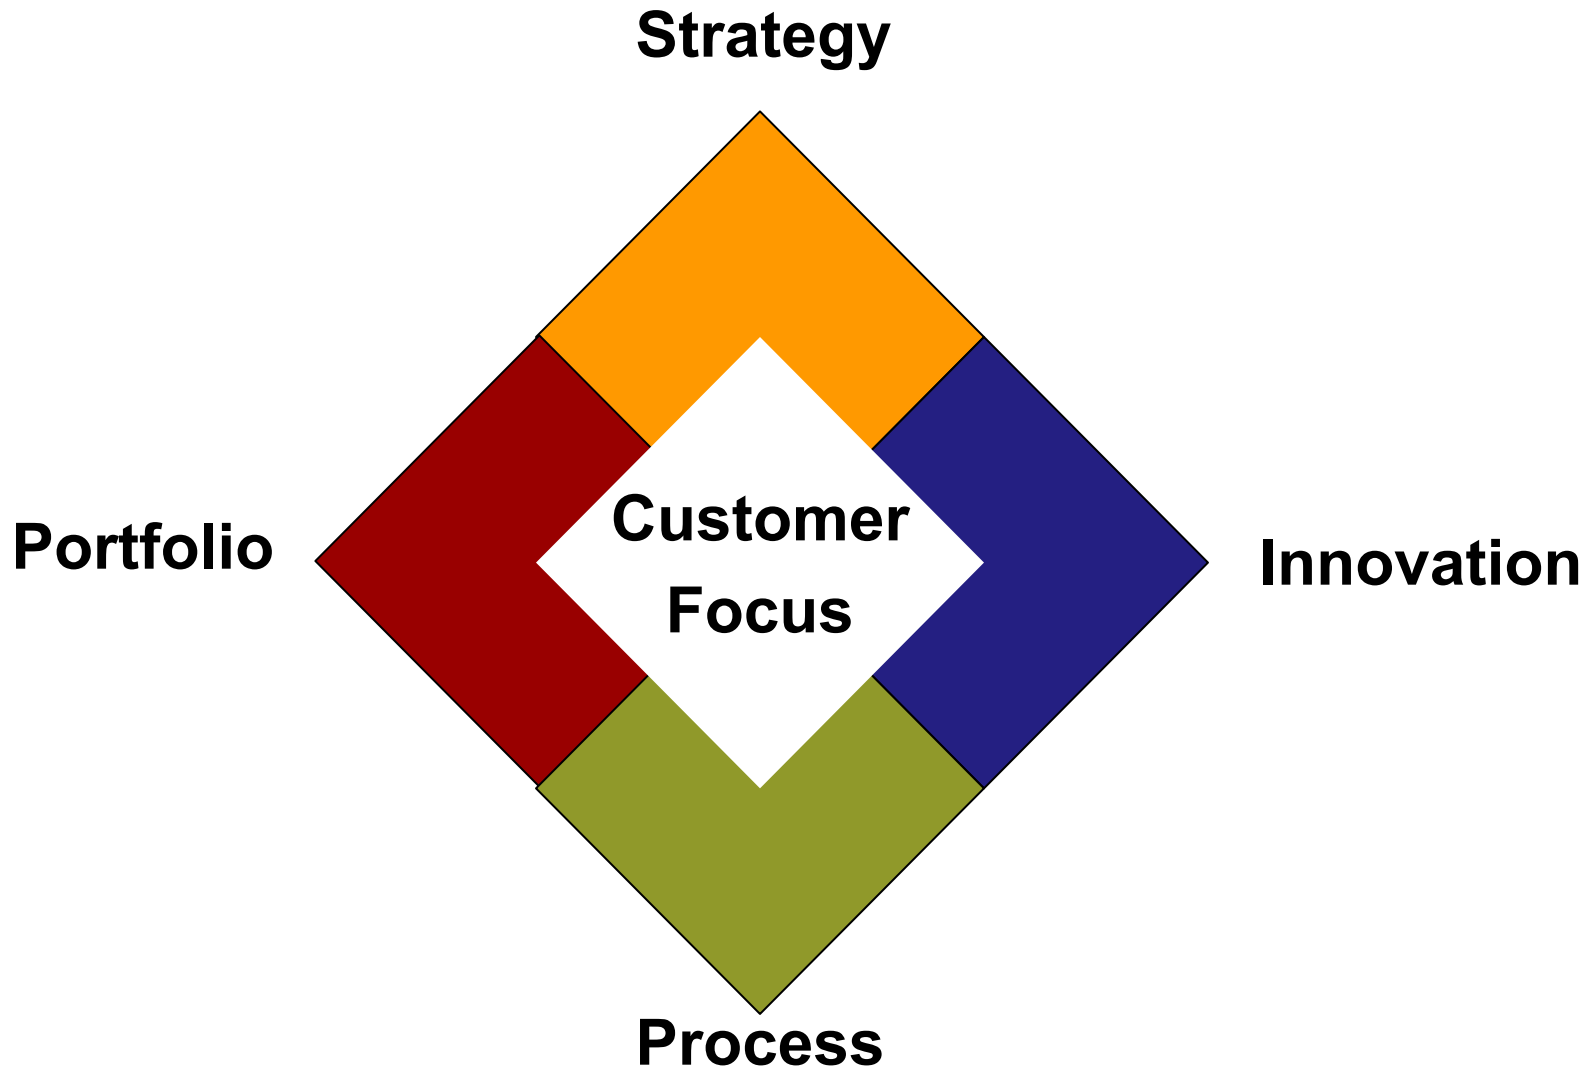 Strategy
Portfolio
Customer
Focus
Innovation
Process